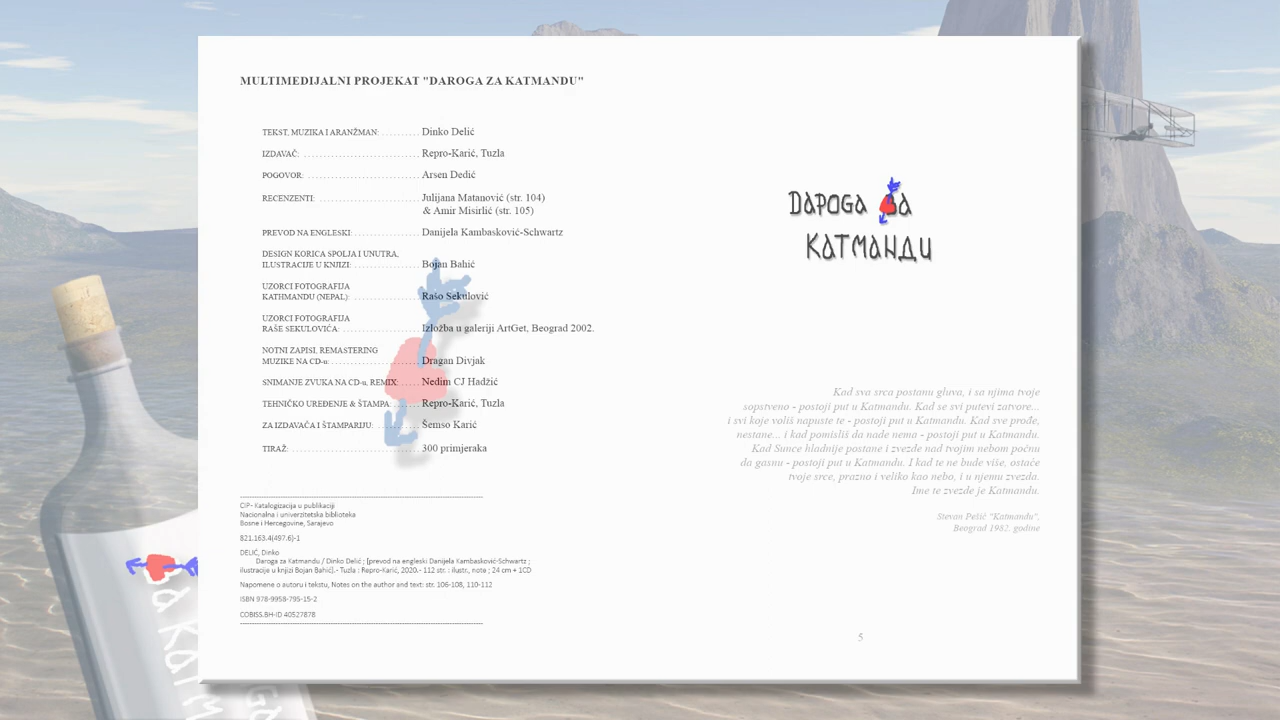 MULTIMEDIJALNI PROJEKAT "DAROGA ZA KATMANDU"
TEKST, MUZIKA I ARANŽMAN: ......... Dinko Delić
IZDAVAČ: ........................... Repro-Karić, Tuzla
POGOVOR: ........................... Arsen Dedić
RECENZENTI: ........................ Julijana Matanović (str. 104)
& Amir Misirlić (str. 105)
PREVOD NA ENGLESKI: ................ Danijela Kambasković-Schwartz
DESIGN KORICA SPOLJA I UNUTRA,
ILUSTRACIJE U KNJIZI: ................ Bojan Bahić
UZORCI FOTOGRAFIJA
KATHMANDU (NEPAL): ................ Rašo Sekulović
UZORCI FOTOGRAFIJA
RAŠE SEKULOVIĆA: .................. Izložba u galeriji ArtGet, Beograd 2002.
NOTNI ZAPISI, REMASTERING
MUZIKE NA CD-u: ..................... Dragan Divjak
SNIMANJE ZVUKA NA CD-u, REMIX: ..... Nedim CJ Hadžić
TEHNIČKO UREĐENJE & ŠTAMPA: ....... Repro-Karić, Tuzla
ZA IZDAVAČA I ŠTAMPARIJU: ........... Šemso Karić
TIRAŽ: .............................. 300 primjeraka
CIP - Katalogizacija u publikaciji
Nacionalna i univerzitetska biblioteka
Bosne i Hercegovine, Sarajevo
821.163.4(497.6)-1
DELIĆ, Dinko
Daroga za Katmandu / Dinko Delić ; [prevod na engleski Danijela Kambasković-Schwartz ;
ilustracije u knjizi Bojan Bahić]. - Tuzla : Repro-Karić, 2020. - 112 str. : ilustr., note ; 24 cm + 1CD
Napomene o autoru i tekstu, Notes on the author and text: str. 106-108, 110-112
ISBN 978-9958-795-15-2
COBISS.BH-ID 40527878
DАРОGА ЗА
КАТМАНДU
Kad sva srca postanu gluva, i sa njima tvoje
sopstveno - postoji put u Katmandu. Kad se svi putevi zatvore...
i svi koje voliš napuste te - postoji put u Katmandu. Kad sve prođe,
nestane... i kad pomisliš da nade nema - postoji put u Katmandu.
Kad Sunce hladnije postane i zvezde nad tvojim nebom počnu
da gasnu - postoji put u Katmandu. I kad te ne bude više, ostaće
tvoje srce, prazno i veliko kao nebo, i u njemu zvezda.
Ime te zvezde je Katmandu.
Stevan Pešić "Katmandu",
Beograd 1982. godine
5